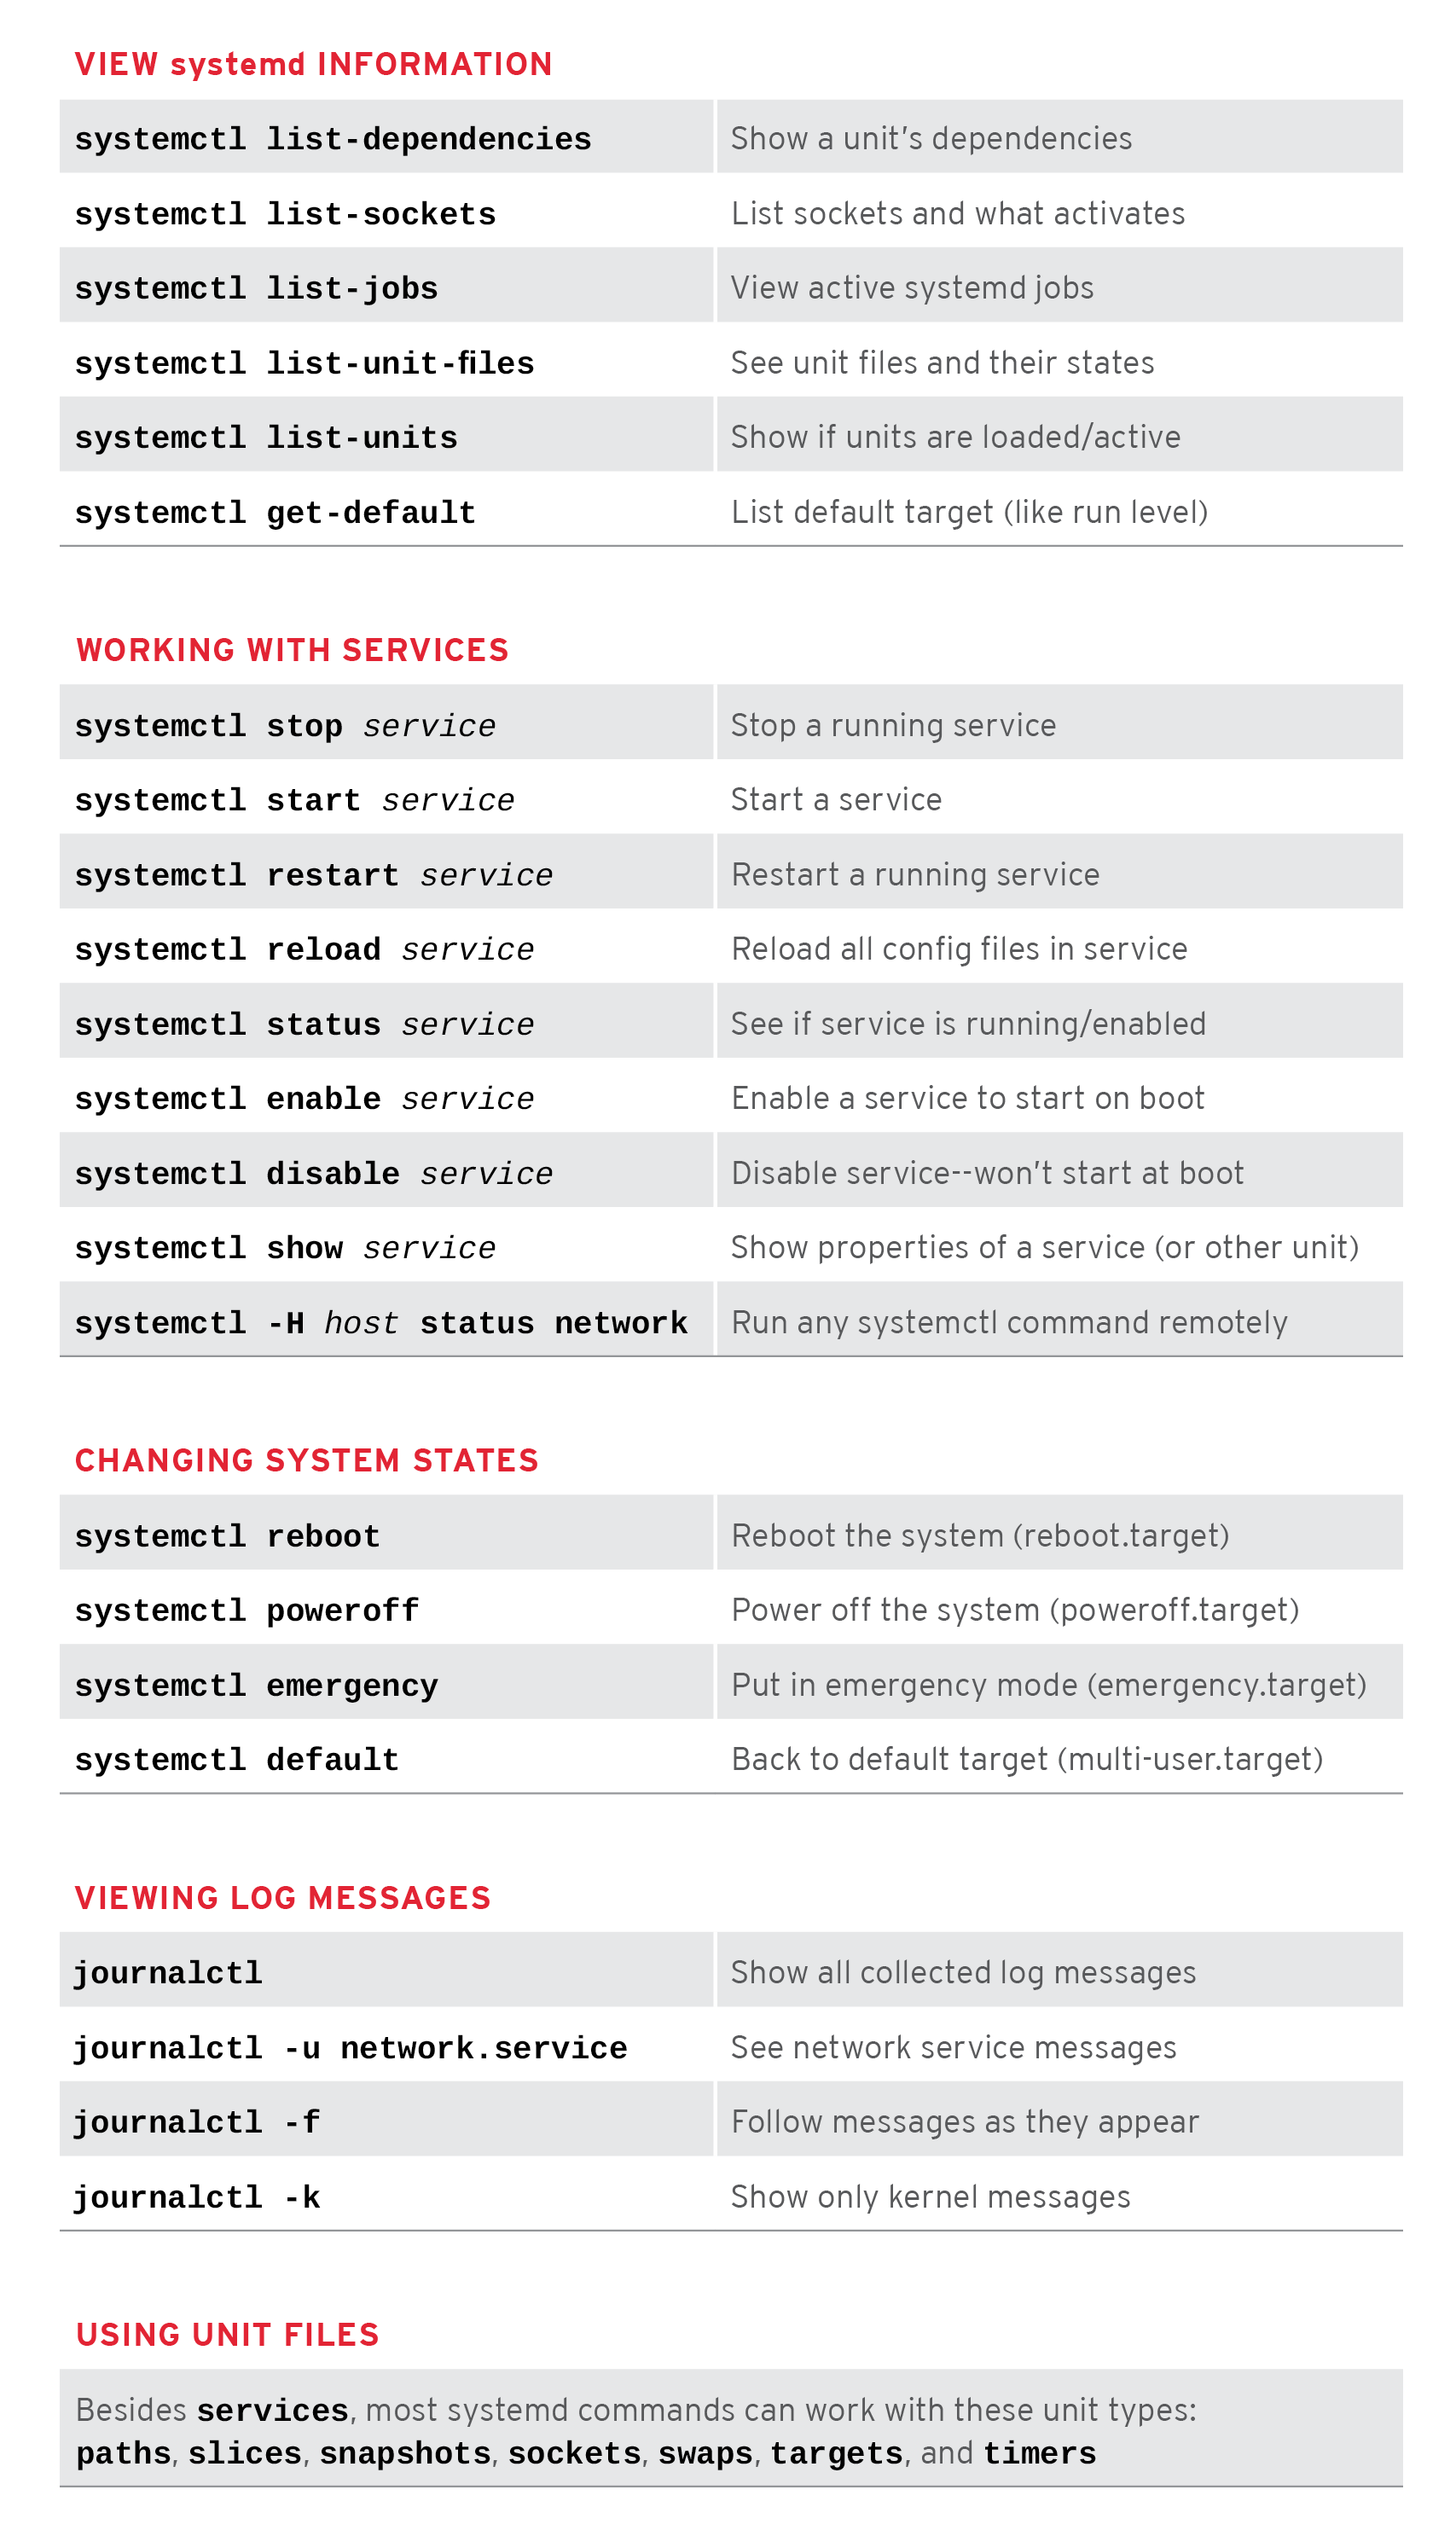 VIEW systemd INFORMATION
systemctl list-dependencies Show a unit’s dependencies
systemctl list-sockets List sockets and what activates
systemctl list-jobs View active systemd jobs
systemctl list-unit-files See unit files and their states
systemctl list-units Show if units are loaded/active
systemctl get-default List default target (like run level)
WORKING WITH SERVICES
systemctl stop service Stop a running service
systemctl start service Start a service
systemctl restart service Restart a running service
systemctl reload service Reload all config files in service
systemctl status service See if service is running/enabled
systemctl enable service Enable a service to start on boot
systemctl disable service Disable service--won’t start at boot
systemctl show service Show properties of a service (or other unit)
systemctl -H host status network Run any systemctl command remotely
CHANGING SYSTEM STATES
systemctl reboot Reboot the system (reboot.target)
systemctl poweroff Power off the system (poweroff.target)
systemctl emergency Put in emergency mode (emergency.target)
systemctl default Back to default target (multi-user.target)
VIEWING LOG MESSAGES
journalctl Show all collected log messages
journalctl -u network.service See network service messages
journalctl -f Follow messages as they appear
journalctl -k Show only kernel messages
USING UNIT FILES
Besides services, most systemd commands can work with these unit types:
paths, slices, snapshots, sockets, swaps, targets, and timers